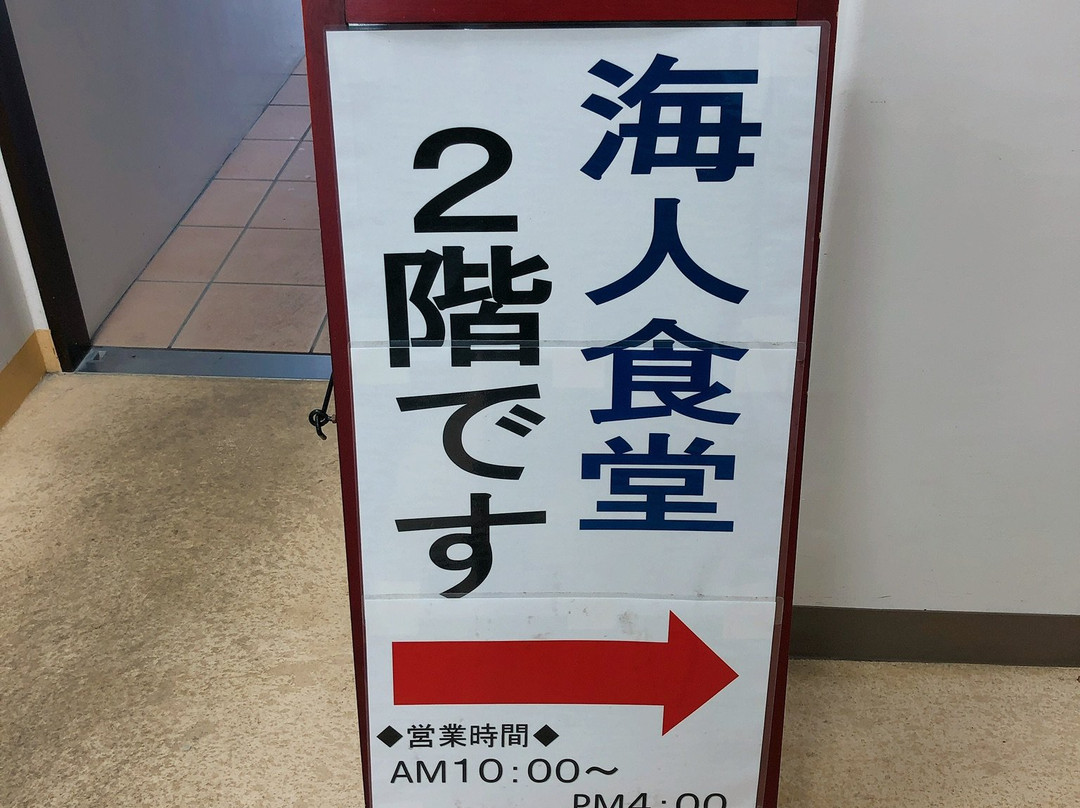 海人食堂
２階です
◆営業時間◆
AM10:00～
PM4:00